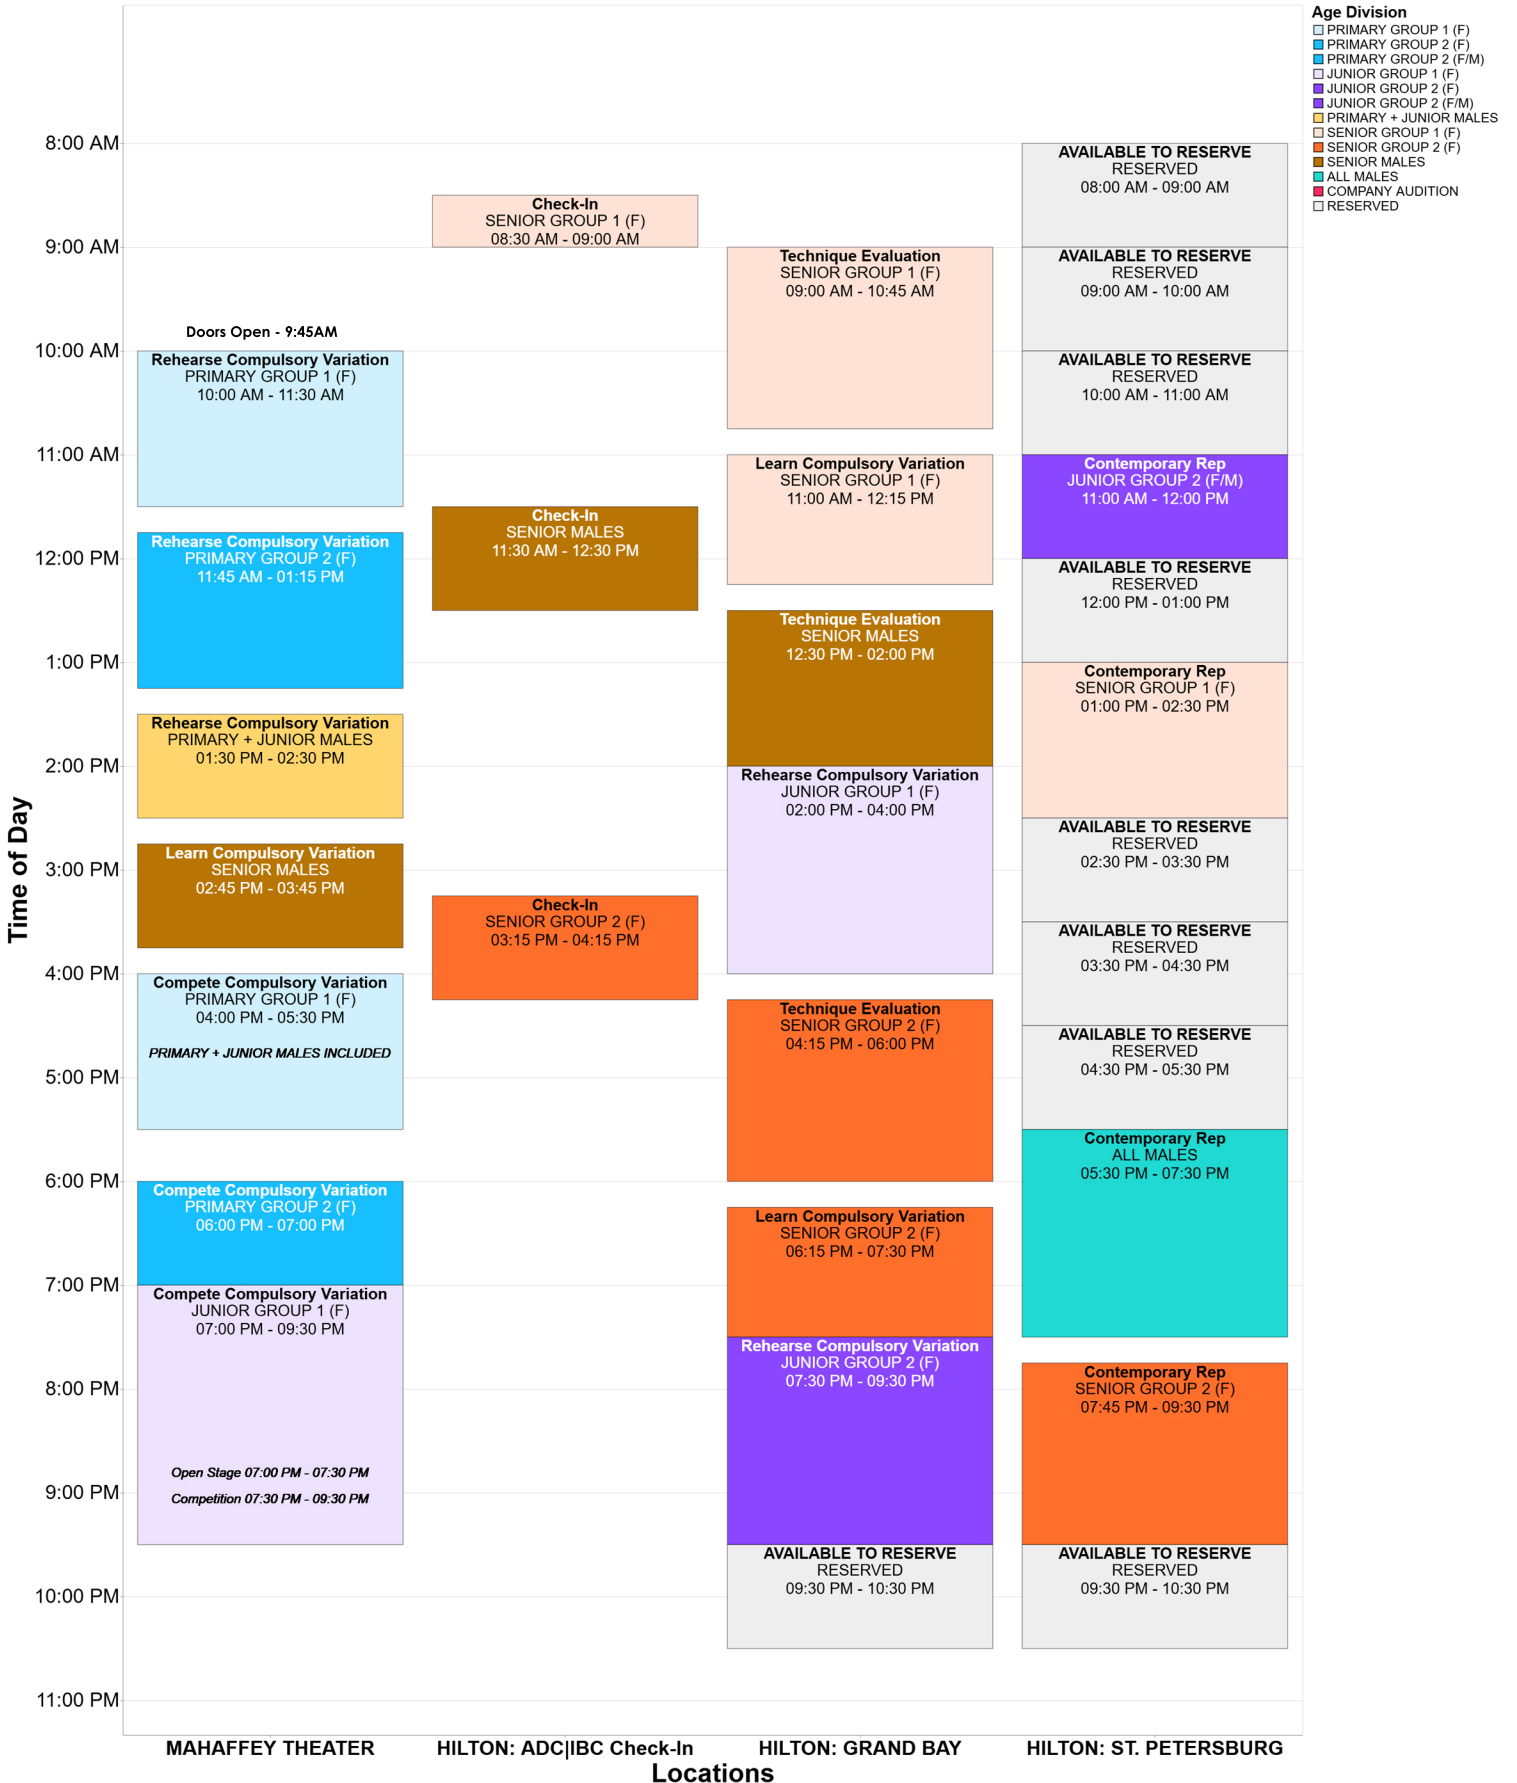 Age Division
PRIMARY GROUP 1 (F)
PRIMARY GROUP 2 (F)
PRIMARY GROUP 2 (F/M)
JUNIOR GROUP 1 (F)
JUNIOR GROUP 2 (F)
JUNIOR GROUP 2 (F/M)
PRIMARY + JUNIOR MALES
SENIOR GROUP 1 (F)
SENIOR GROUP 2 (F)
SENIOR MALES
ALL MALES
COMPANY AUDITION
RESERVED
Time of Day
8:00 AM
9:00 AM
10:00 AM
11:00 AM
12:00 PM
1:00 PM
2:00 PM
3:00 PM
4:00 PM
5:00 PM
6:00 PM
7:00 PM
8:00 PM
9:00 PM
10:00 PM
11:00 PM
Doors Open - 9:45AM
Rehearse Compulsory Variation
PRIMARY GROUP 1 (F)
10:00 AM - 11:30 AM
Rehearse Compulsory Variation
PRIMARY GROUP 2 (F)
11:45 AM - 01:15 PM
Rehearse Compulsory Variation
PRIMARY + JUNIOR MALES
01:30 PM - 02:30 PM
Learn Compulsory Variation
SENIOR MALES
02:45 PM - 03:45 PM
Compete Compulsory Variation
PRIMARY GROUP 1 (F)
04:00 PM - 05:30 PM
PRIMARY + JUNIOR MALES INCLUDED
Compete Compulsory Variation
PRIMARY GROUP 2 (F)
06:00 PM - 07:00 PM
Compete Compulsory Variation
JUNIOR GROUP 1 (F)
07:00 PM - 09:30 PM
Open Stage 07:00 PM - 07:30 PM
Competition 07:30 PM - 09:30 PM
Check-In
SENIOR GROUP 1 (F)
08:30 AM - 09:00 AM
Check-In
SENIOR MALES
11:30 AM - 12:30 PM
Check-In
SENIOR GROUP 2 (F)
03:15 PM - 04:15 PM
Technique Evaluation
SENIOR GROUP 1 (F)
09:00 AM - 10:45 AM
Learn Compulsory Variation
SENIOR GROUP 1 (F)
11:00 AM - 12:15 PM
Technique Evaluation
SENIOR MALES
12:30 PM - 02:00 PM
Rehearse Compulsory Variation
JUNIOR GROUP 1 (F)
02:00 PM - 04:00 PM
Technique Evaluation
SENIOR GROUP 2 (F)
04:15 PM - 06:00 PM
Learn Compulsory Variation
SENIOR GROUP 2 (F)
06:15 PM - 07:30 PM
Rehearse Compulsory Variation
JUNIOR GROUP 2 (F)
07:30 PM - 09:30 PM
AVAILABLE TO RESERVE
RESERVED
09:30 PM - 10:30 PM
AVAILABLE TO RESERVE
RESERVED
08:00 AM - 09:00 AM
AVAILABLE TO RESERVE
RESERVED
09:00 AM - 10:00 AM
AVAILABLE TO RESERVE
RESERVED
10:00 AM - 11:00 AM
Contemporary Rep
JUNIOR GROUP 2 (F/M)
11:00 AM - 12:00 PM
AVAILABLE TO RESERVE
RESERVED
12:00 PM - 01:00 PM
Contemporary Rep
SENIOR GROUP 1 (F)
01:00 PM - 02:30 PM
AVAILABLE TO RESERVE
RESERVED
02:30 PM - 03:30 PM
AVAILABLE TO RESERVE
RESERVED
03:30 PM - 04:30 PM
AVAILABLE TO RESERVE
RESERVED
04:30 PM - 05:30 PM
Contemporary Rep
ALL MALES
05:30 PM - 07:30 PM
Contemporary Rep
SENIOR GROUP 2 (F)
07:45 PM - 09:30 PM
AVAILABLE TO RESERVE
RESERVED
09:30 PM - 10:30 PM
MAHAFFEY THEATER
HILTON: ADC|IBC Check-In
HILTON: GRAND BAY
HILTON: ST. PETERSBURG
Locations